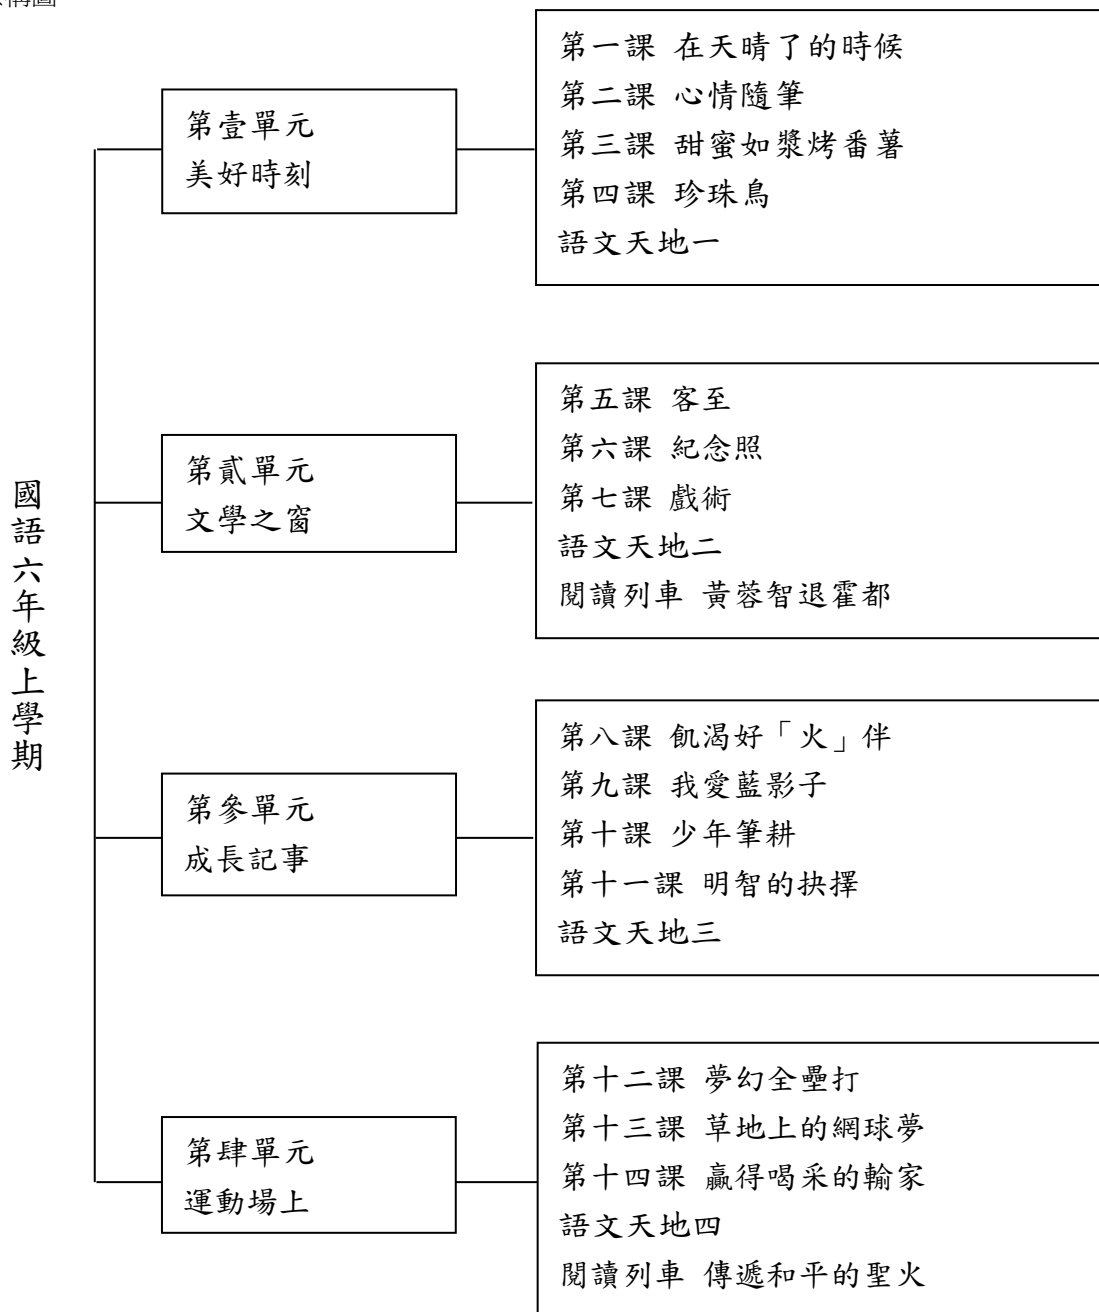 構圖
國語六年級上學期
第壹單元
美好時刻
第一課 在天晴了的時候
第二課 心情隨筆
第三課 甜蜜如漿烤番薯
第四課 珍珠鳥
語文天地一
第貳單元
文學之窗
第五課 客至
第六課 紀念照
第七課 戲術
語文天地二
閱讀列車 黃蓉智退霍都
第參單元
成長記事
第八課 飢渴好「火」伴
第九課 我愛藍影子
第十課 少年筆耕
第十一課 明智的抉擇
語文天地三
第肆單元
運動場上
第十二課 夢幻全壘打
第十三課 草地上的網球夢
第十四課 贏得喝采的輸家
語文天地四
閱讀列車 傳遞和平的聖火